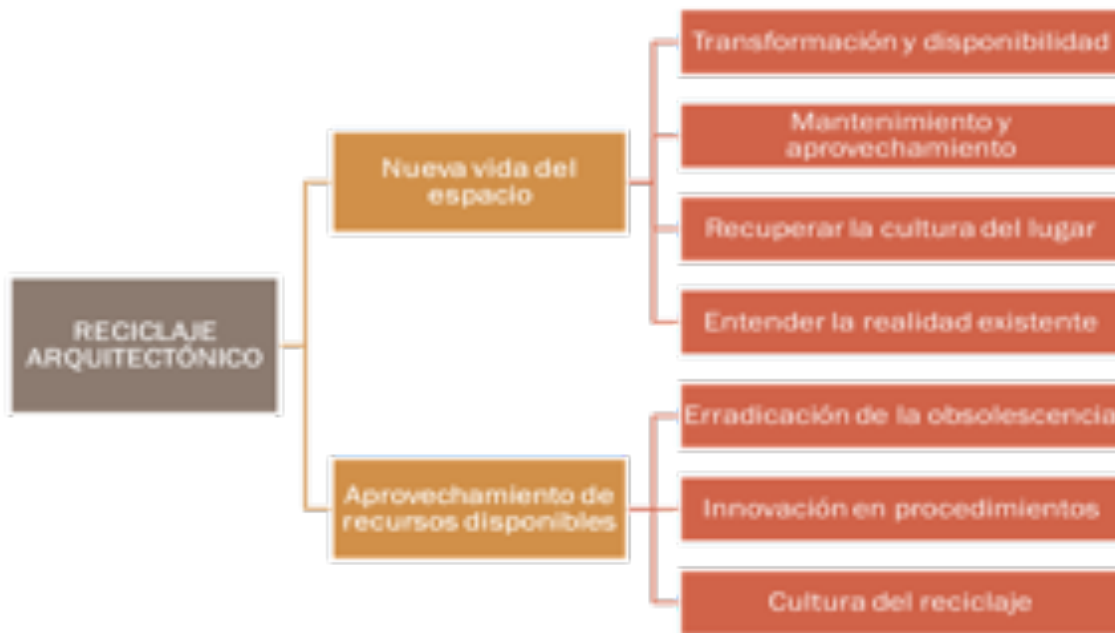 RECICLAJE
ARQUITECTÓNICO
Nueva vida del
espacio
Transformación y disponibilidad
Mantenimiento y
aprovechamiento
Recuperar la cultura del lugar
Entender la realidad existente
Aprovechamiento de
recursos disponibles
Erradicación de la obsolescencia
Innovación en procedimientos
Cultura del reciclaje